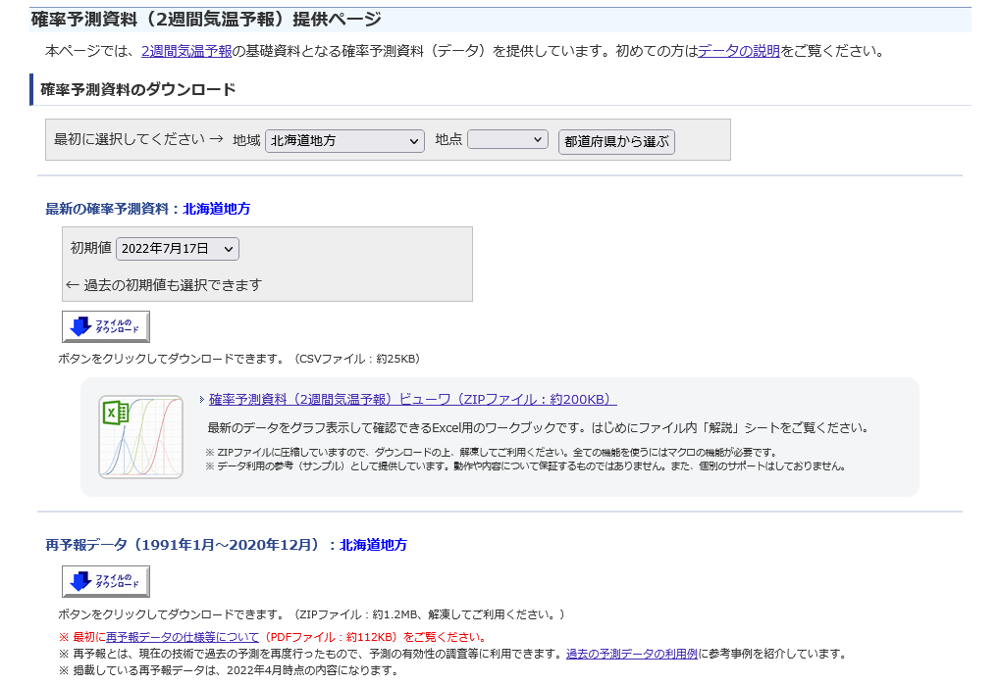 確率予測資料（2週間気温予報）提供ページ
本ページでは、2週間気温予報の基礎資料となる確率予測資料（データ）を提供しています。初めての方はデータの説明をご覧ください。
確率予測資料のダウンロード
最初に選択してください → 地域 北海道地方 地点 都道府県から選ぶ
最新の確率予測資料：北海道地方
初期値 2022年7月17日
← 過去の初期値も選択できます
ファイルの
ダウンロード
ボタンをクリックしてダウンロードできます。（CSVファイル：約25KB）
確率予測資料（2週間気温予報）ビューワ（ZIPファイル：約200KB）
最新のデータをグラフ表示して確認できるExcel用のワークブックです。はじめにファイル内「解説」シートをご覧ください。
※ ZIPファイルに圧縮していますので、ダウンロードの上、解凍してご利用ください。全ての機能を使うにはマクロの機能が必要です。
※ データ利用の参考（サンプル）として提供しています。動作や内容について保証するものではありません。また、個別のサポートはしておりません。
再予報データ（1991年1月～2020年12月）：北海道地方
ファイルの
ダウンロード
ボタンをクリックしてダウンロードできます。（ZIPファイル：約1.2MB、解凍してご利用ください。）
※ 最初に再予報データの仕様等について（PDFファイル：約112KB）をご覧ください。
※ 再予報とは、現在の技術で過去の予測を再度行ったもので、予測の有効性の調査等に利用できます。過去の予測データの利用例に参考事例を紹介しています。
※ 掲載している再予報データは、2022年4月時点の内容になります。